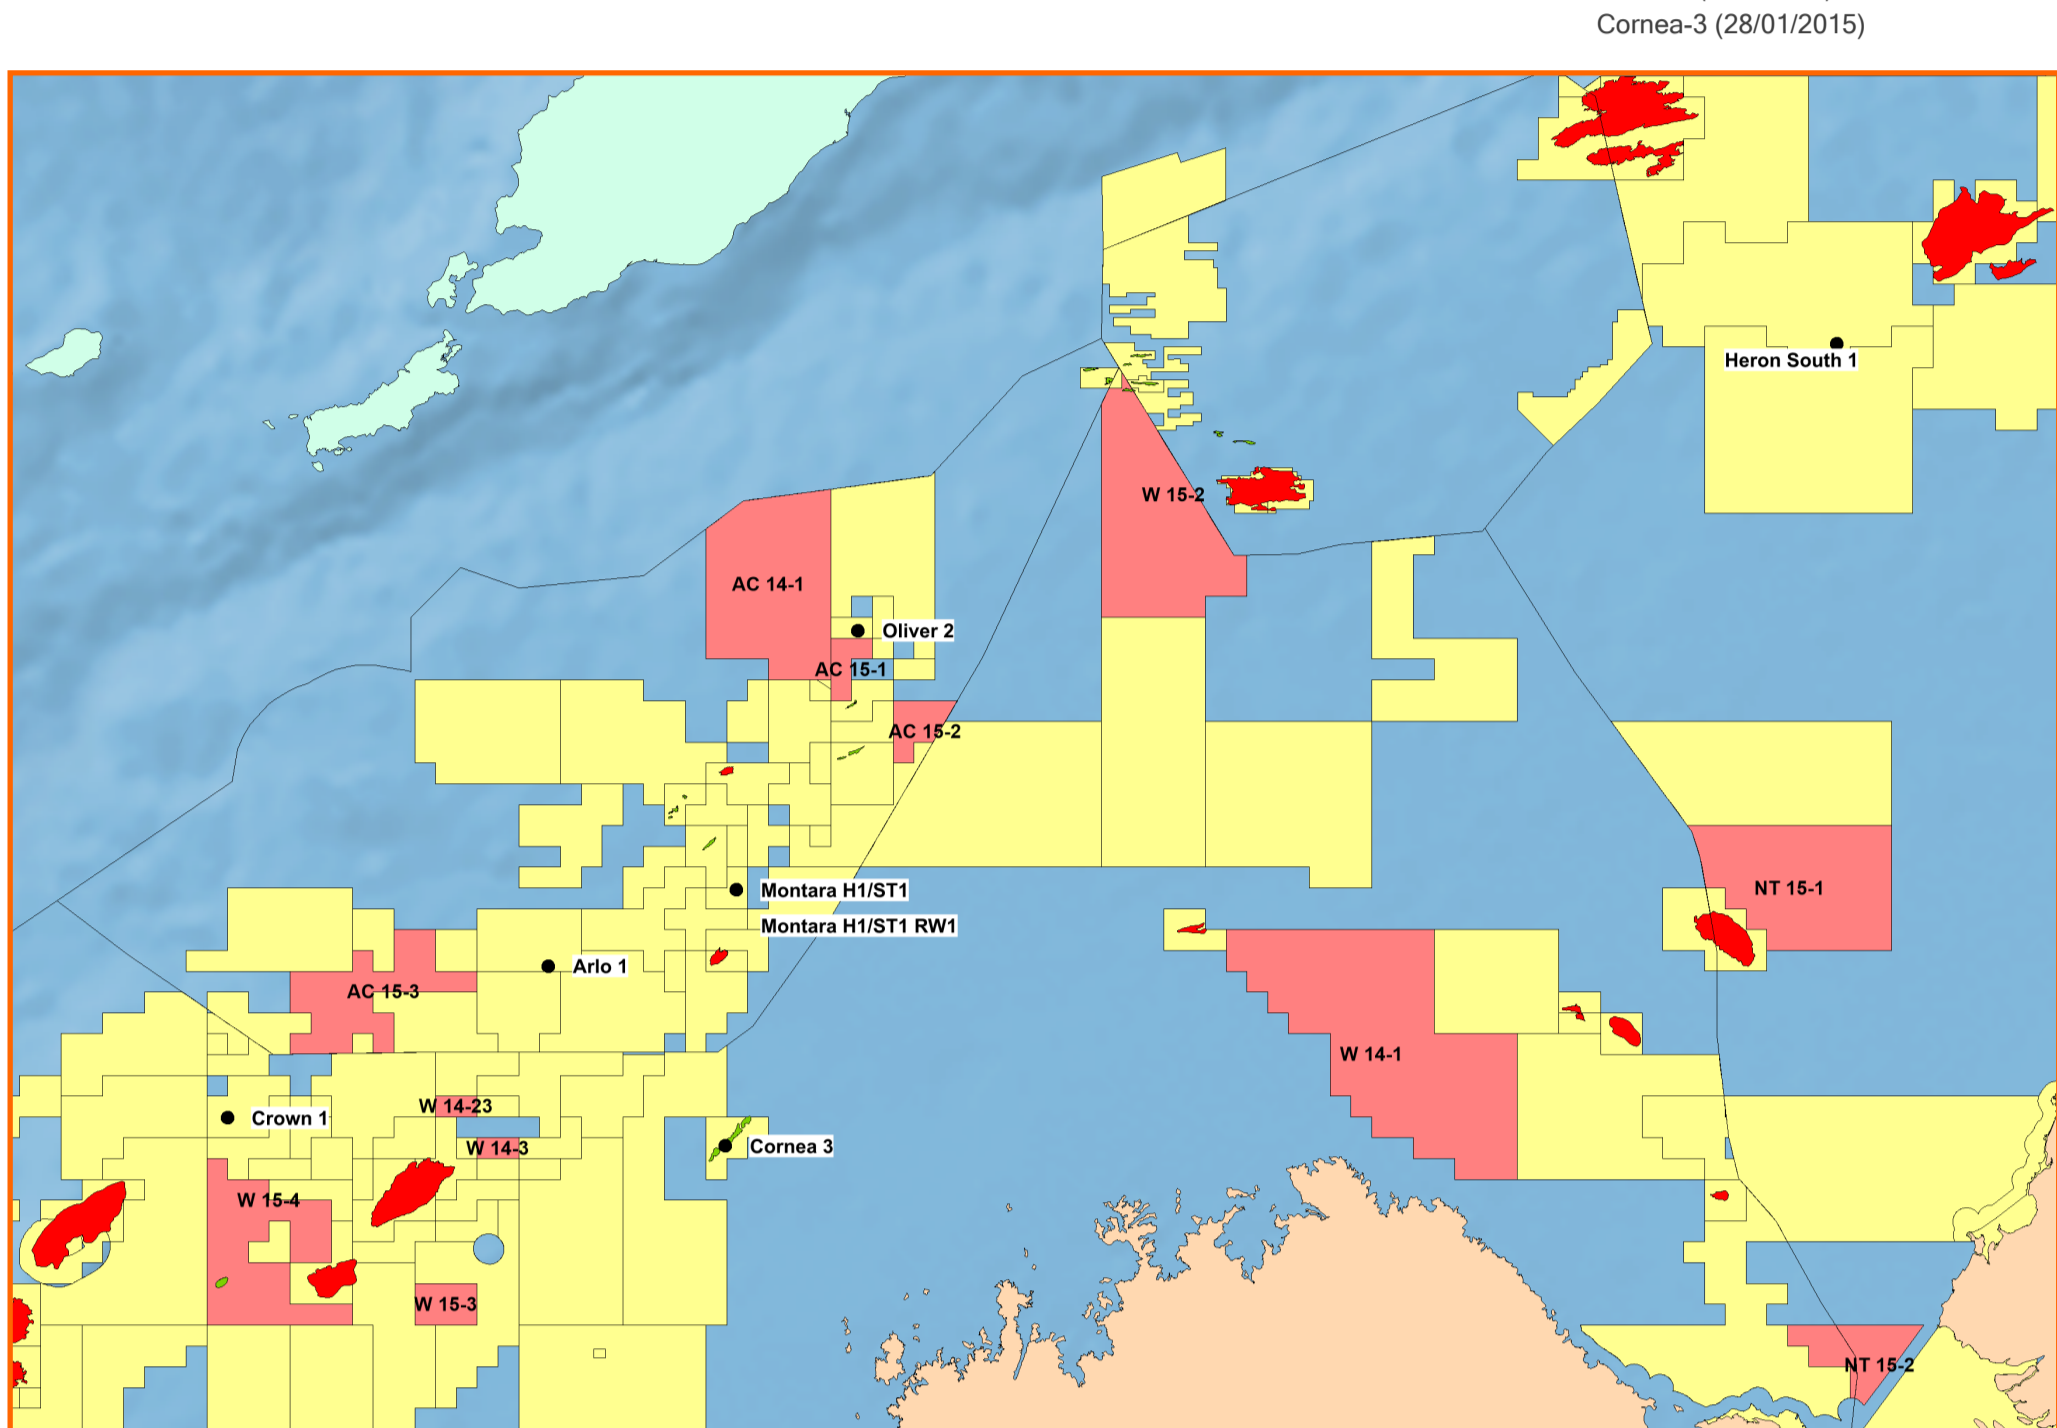 Cornea-3 (28/01/2015)
Heron South 1
W 15-2
AC 14-1
Oliver 2
AC 15-1
AC 15-2
Montara H1/ST1
NT 15-1
Montara H1/ST1 RW1
Arlo 1
AC 15-3
W 14-1
W 14-23
Crown 1
W 14-3
Cornea 3
W 15-4
W 15-3
NT 15-2